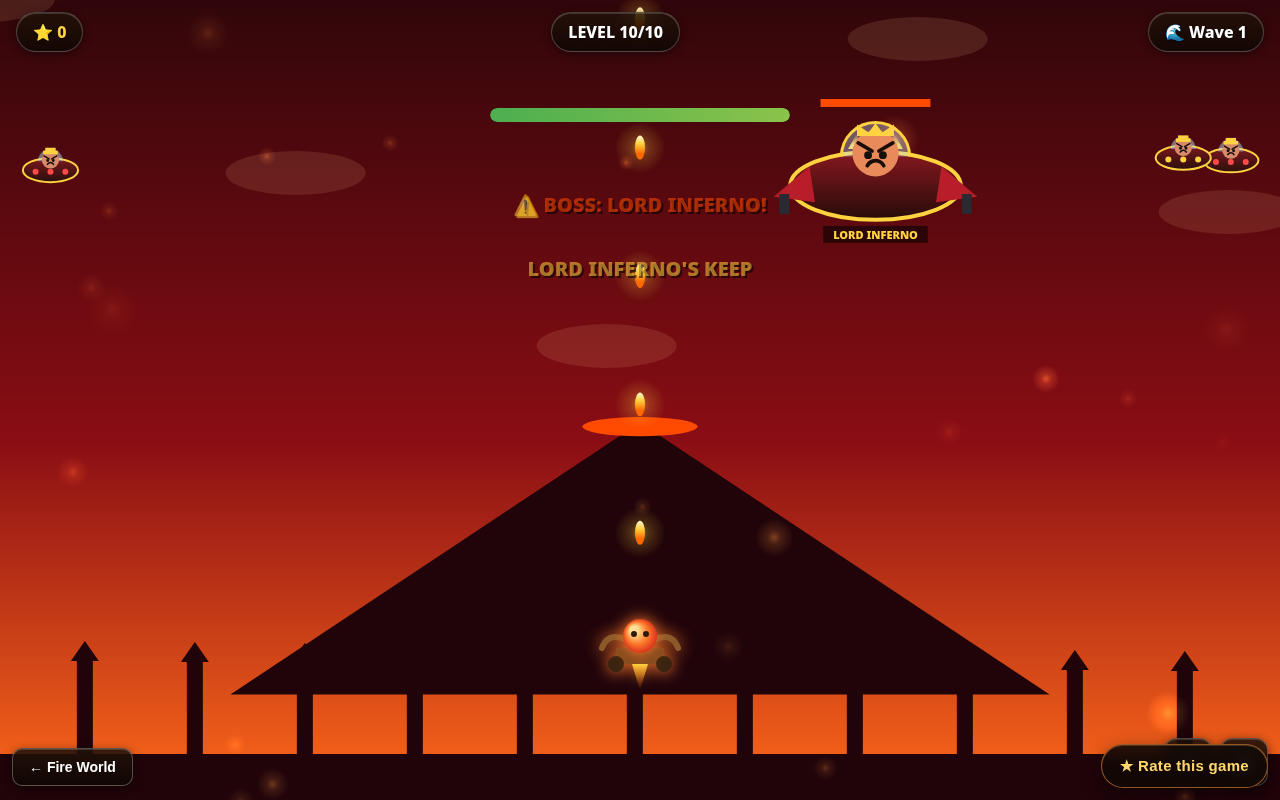 ⭐ 0
LEVEL 10/10
🌊 Wave 1
⚠️ BOSS: LORD INFERNO!
LORD INFERNO
LORD INFERNO'S KEEP
← Fire World
★ Rate this game